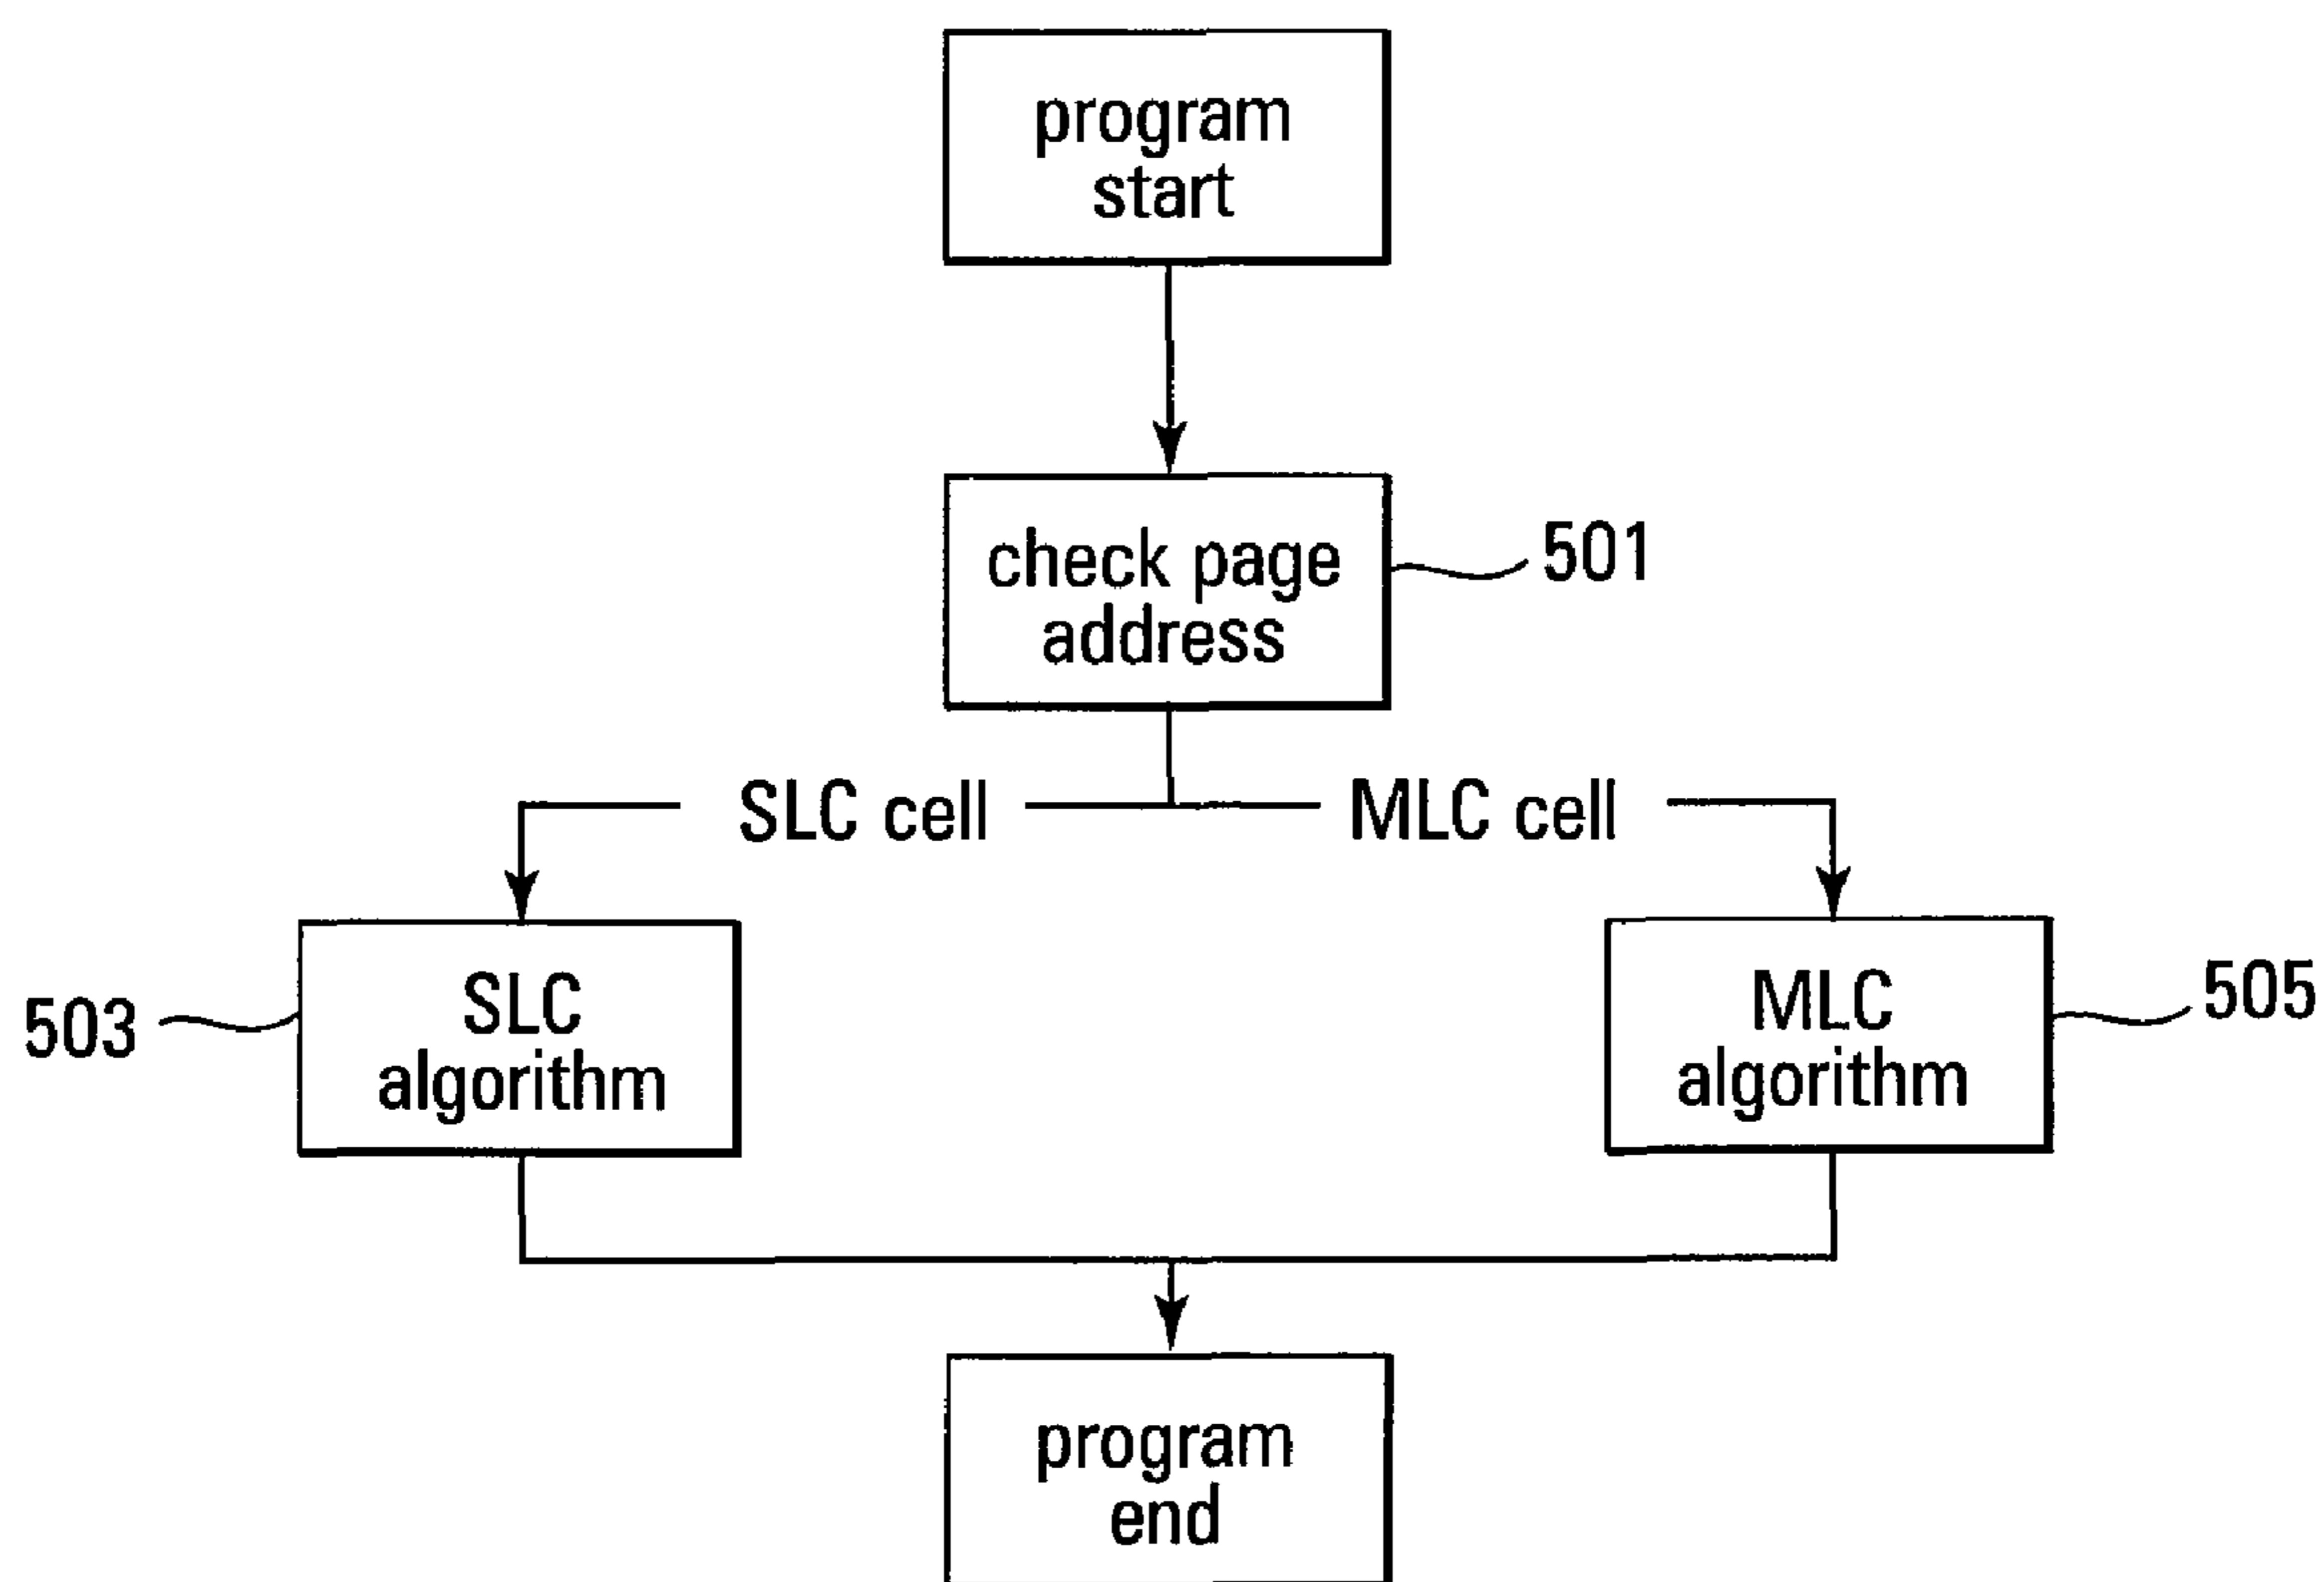 program
start
check page
address
501
SLC cell
MLC cell
SLC
algorithm
503
MLC
algorithm
505
program
end